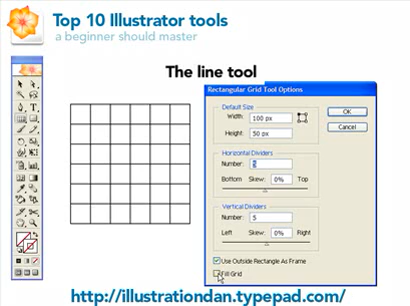 Top 10 Illustrator tools
a beginner should master
The line tool
Rectangular Grid Tool Options
Default Size
Width: 100 px
OK
Height: 50 px
Cancel
Horizontal Dividers
Number: 5
Bottom Skew: 0% Top
Vertical Dividers
Number: 5
Left Skew: 0% Right
Use Outside Rectangle As Frame
Fill Grid
http://illustrationdan.typepad.com/